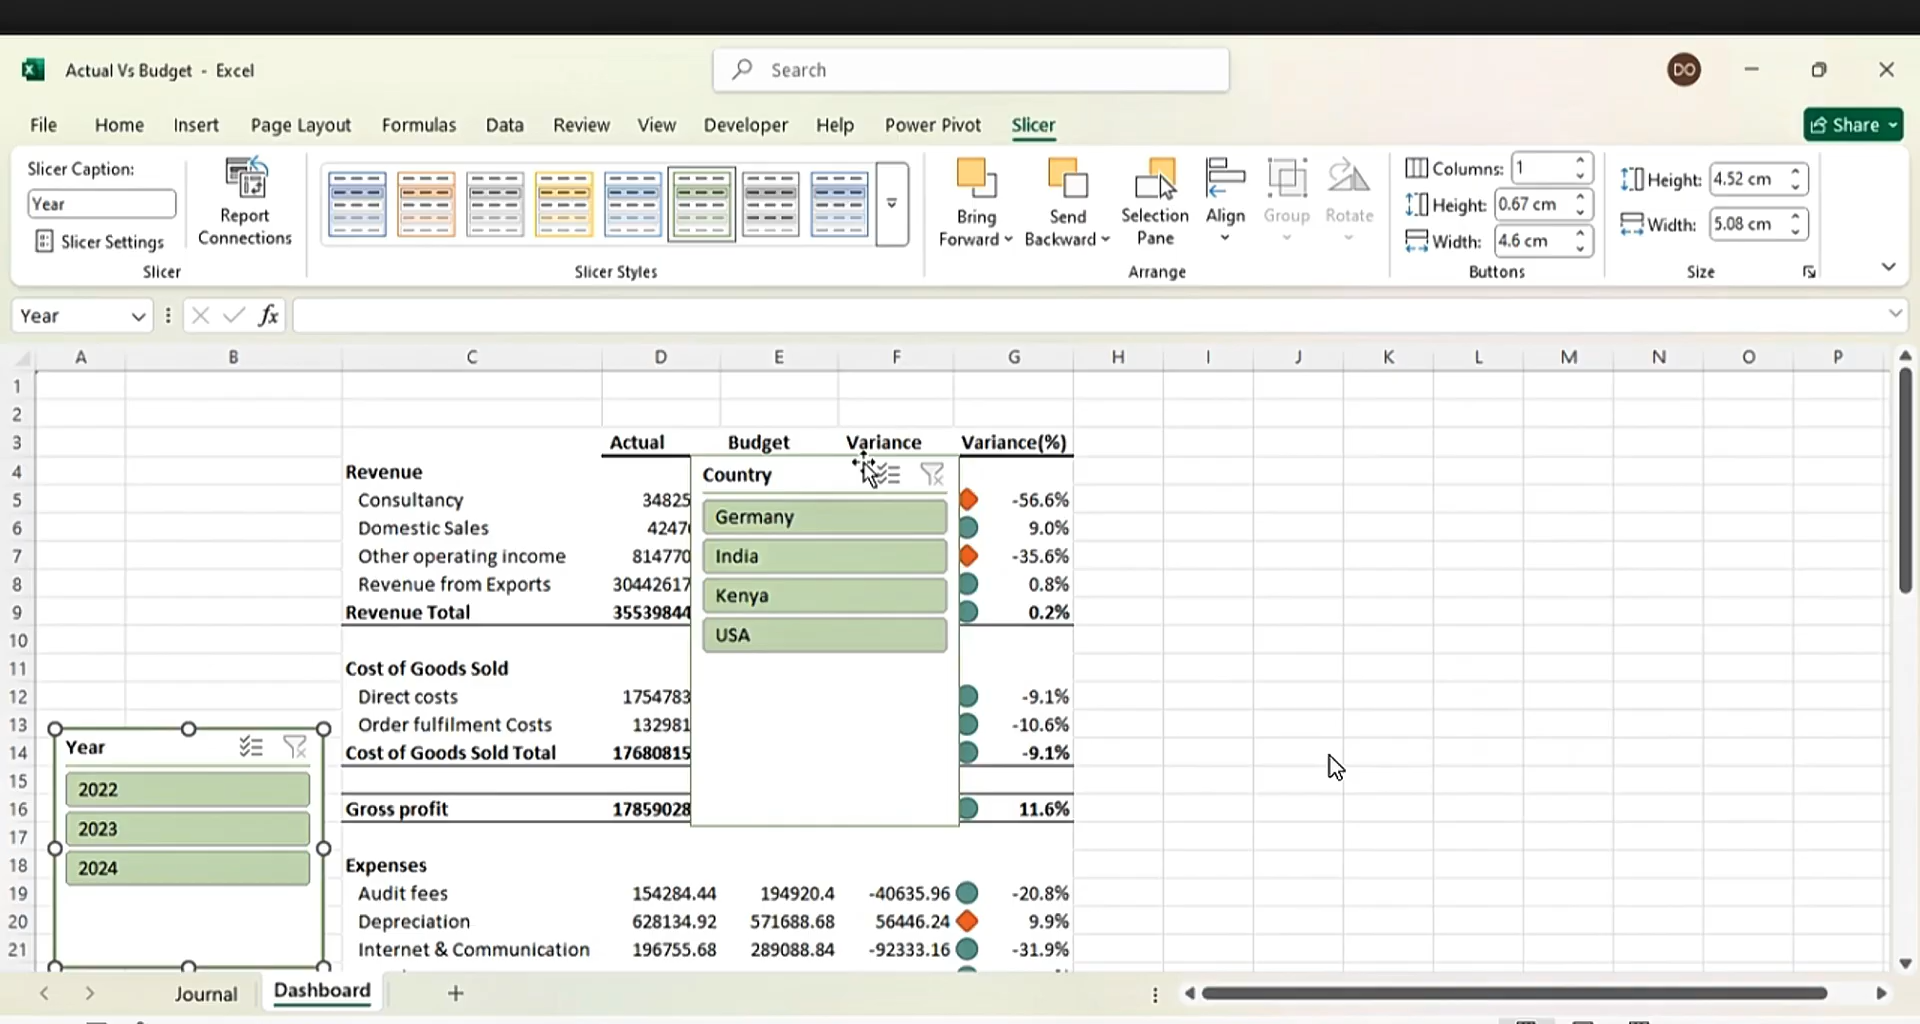 Actual Vs Budget - Excel
Search
DO
File Home Insert Page Layout Formulas Data Review View Developer Help Power Pivot Slicer
Share
Slicer Caption:
Year
Slicer Settings
Report Connections
Slicer
Slicer Styles
Bring Forward
Send Backward
Selection Pane
Align
Group
Rotate
Arrange
Columns: 1
Height: 0.67 cm
Width: 4.6 cm
Buttons
Height: 4.52 cm
Width: 5.08 cm
Size
Year
fx
A B C D E F G H I J K L M N O P
1
2
3 Actual Budget Variance Variance(%)
4 Revenue
5 Consultancy 34825 -56.6%
6 Domestic Sales 4247 9.0%
7 Other operating income 814770 -35.6%
8 Revenue from Exports 30442617 0.8%
9 Revenue Total 35539844 0.2%
10
11 Cost of Goods Sold
12 Direct costs 1754783 -9.1%
13 Order fulfilment Costs 132981 -10.6%
14 Cost of Goods Sold Total 17680815 -9.1%
15
16 Gross profit 17859028 11.6%
17
18 Expenses
19 Audit fees 154284.44 194920.4 -40635.96 -20.8%
20 Depreciation 628134.92 571688.68 56446.24 9.9%
21 Internet & Communication 196755.68 289088.84 -92333.16 -31.9%
Country
Germany
India
Kenya
USA
Year
2022
2023
2024
Journal Dashboard